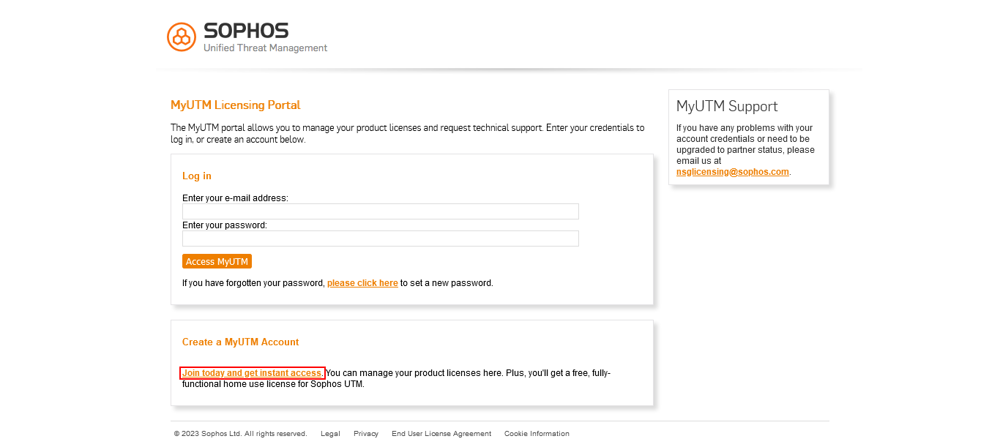 SOPHOS
Unified Threat Management
MyUTM Licensing Portal
The MyUTM portal allows you to manage your product licenses and request technical support. Enter your credentials to
log in, or create an account below.
Log in
Enter your e-mail address:
Enter your password:
Access MyUTM
If you have forgotten your password, please click here to set a new password.
Create a MyUTM Account
Join today and get instant access. You can manage your product licenses here. Plus, you'll get a free, fully-
functional home use license for Sophos UTM.
MyUTM Support
If you have any problems with your
account credentials or need to be
upgraded to partner status, please
email us at
nsglicensing@sophos.com.
© 2023 Sophos Ltd. All rights reserved. Legal Privacy End User License Agreement Cookie Information